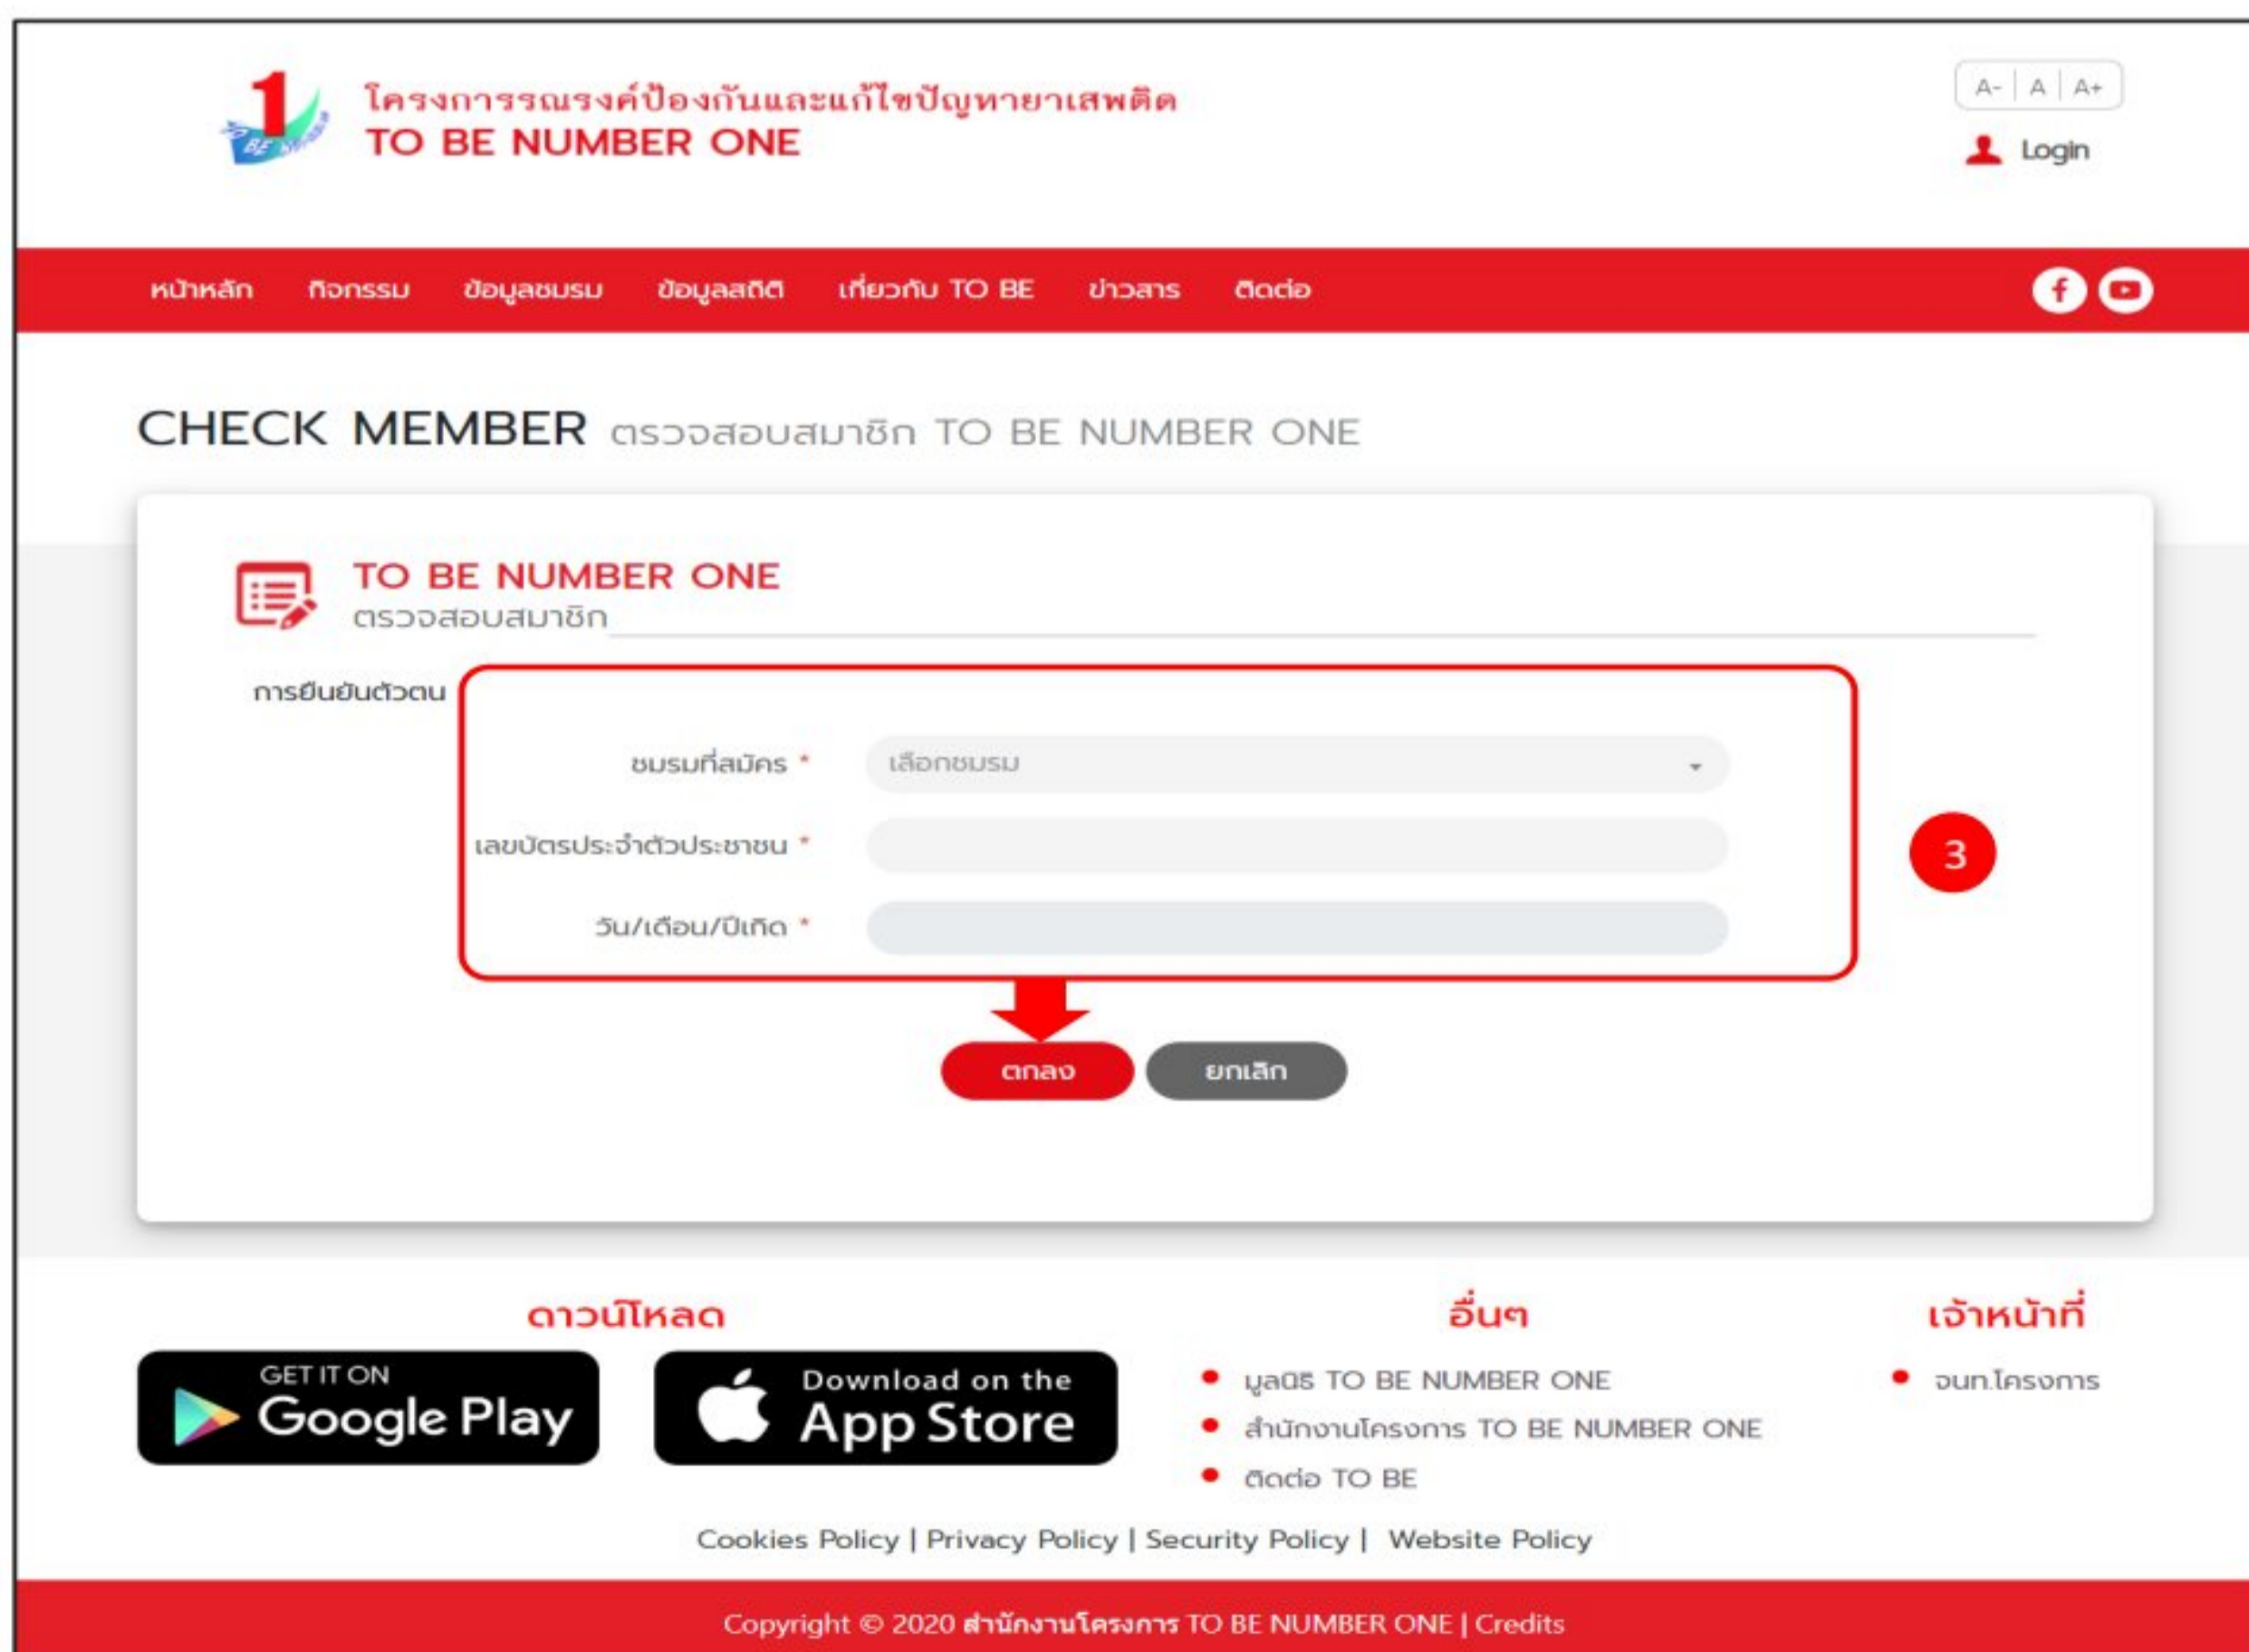 1
BE NUMBER
โครงการรณรงค์ป้องกันและแก้ไขปัญหายาเสพติด
TO BE NUMBER ONE
A- | A | A+
Login
หน้าหลัก กิจกรรม ข้อมูลชมรม ข้อมูลสถิติ เกี่ยวกับ TO BE ข่าวสาร ติดต่อ
CHECK MEMBER ตรวจสอบสมาชิก TO BE NUMBER ONE
TO BE NUMBER ONE
ตรวจสอบสมาชิก
การยืนยันตัวตน
ชมรมที่สมัคร * เลือกชมรม
เลขบัตรประจำตัวประชาชน *
3
วัน/เดือน/ปีเกิด *
ตกลง ยกเลิก
ดาวน์โหลด
GET IT ON
Google Play
Download on the
App Store
อื่นๆ
มูลนิธิ TO BE NUMBER ONE
สำนักงานโครงการ TO BE NUMBER ONE
ติดต่อ TO BE
เจ้าหน้าที่
จนท.โครงการ
Cookies Policy | Privacy Policy | Security Policy | Website Policy
Copyright © 2020 สำนักงานโครงการ TO BE NUMBER ONE | Credits